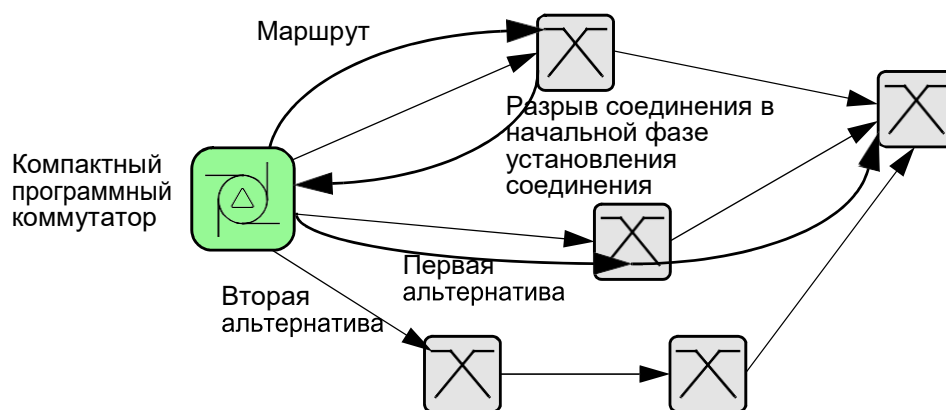 Маршрут
Разрыв соединения в
начальной фазе
установления
соединения
Компактный
программный
коммутатор
Первая
альтернатива
Вторая
альтернатива